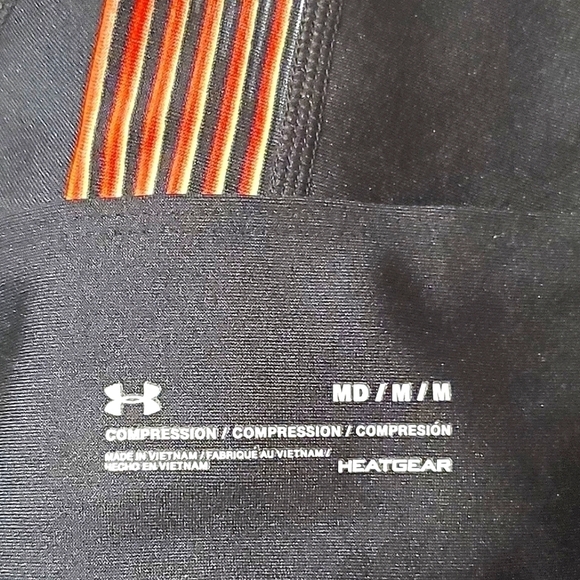 MD / M / M
COMPRESSION / COMPRESSION / COMPRESIÓN
MADE IN VIETNAM / FABRIQUÉ AU VIETNAM /
HECHO EN VIETNAM
HEATGEAR